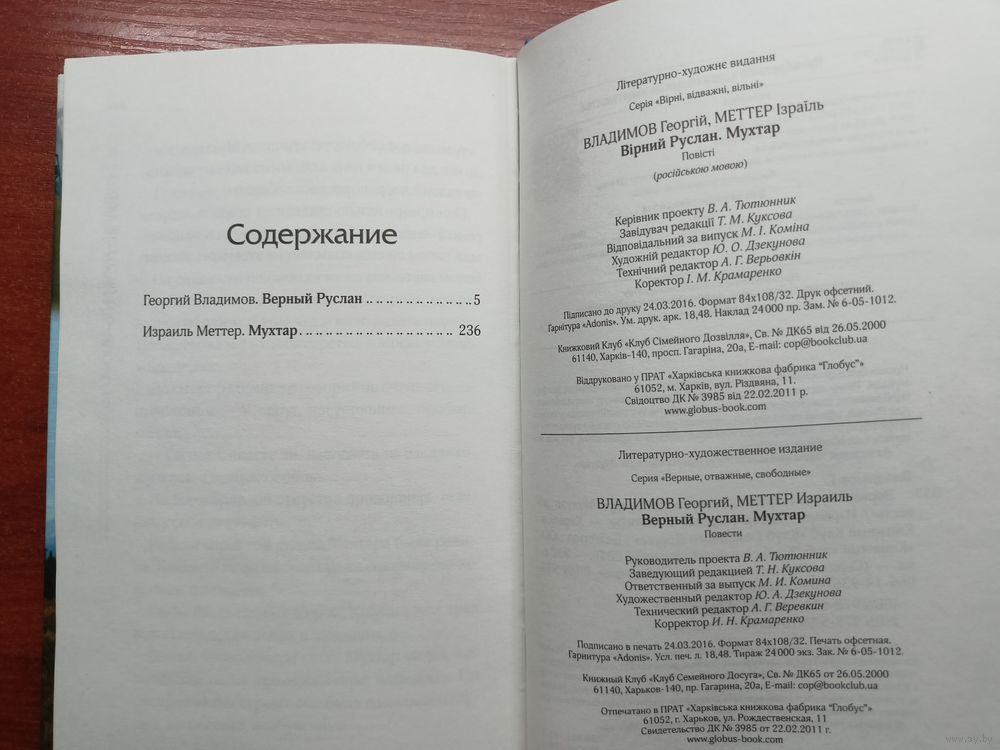 Содержание
Георгий Владимов. Верный Руслан .............. 5
Израиль Меттер. Мухтар.................... 236
Літературно-художнє видання
Серія «Вірні, відважні, вільні»
ВЛАДИМОВ Георгій, МЕТТЕР Ізраїль
Вірний Руслан. Мухтар
Повісті
(російською мовою)
Керівник проекту В. А. Тютюнник
Завідувач редакції Т. М. Куксова
Відповідальний за випуск М. І. Коміна
Художній редактор Ю. О. Дзекунова
Технічний редактор А. Г. Верьовкін
Коректор І. М. Крамаренко
Підписано до друку 24.03.2016. Формат 84x108/32. Друк офсетний.
Гарнітура «Adonis». Ум. друк. арк. 18,48. Наклад 24 000 пр. Зам. № 6-05-1012.
Книжковий Клуб «Клуб Сімейного Дозвілля», Св. № ДК65 від 26.05.2000
61140, Харків-140, просп. Гагаріна, 20а, E-mail: cop@bookclub.ua
Віддруковано у ПРАТ «Харківська книжкова фабрика “Глобус”»
61052, м. Харків, вул. Різдвяна, 11.
Свідоцтво ДК № 3985 від 22.02.2011 р.
www.globus-book.com
Литературно-художественное издание
Серия «Верные, отважные, свободные»
ВЛАДИМОВ Георгий, МЕТТЕР Израиль
Верный Руслан. Мухтар
Повести
Руководитель проекта В. А. Тютюнник
Заведующий редакцией Т. Н. Куксова
Ответственный за выпуск М. И. Комина
Художественный редактор Ю. А. Дзекунова
Технический редактор А. Г. Веревкин
Корректор И. Н. Крамаренко
Подписано в печать 24.03.2016. Формат 84x108/32. Печать офсетная.
Гарнитура «Adonis». Усл. печ. л. 18,48. Тираж 24 000 экз. Зак. № 6-05-1012.
Книжный Клуб «Клуб Семейного Досуга», Св. № ДК65 от 26.05.2000
61140, Харьков-140, пр. Гагарина, 20а, E-mail: cop@bookclub.ua
Отпечатано в ПРАТ «Харківська книжкова фабрика “Глобус”»
61052, г. Харьков, ул. Рождественская, 11
Свидетельство ДК № 3985 от 22.02.2011 г.
www.globus-book.com
www.ay.by